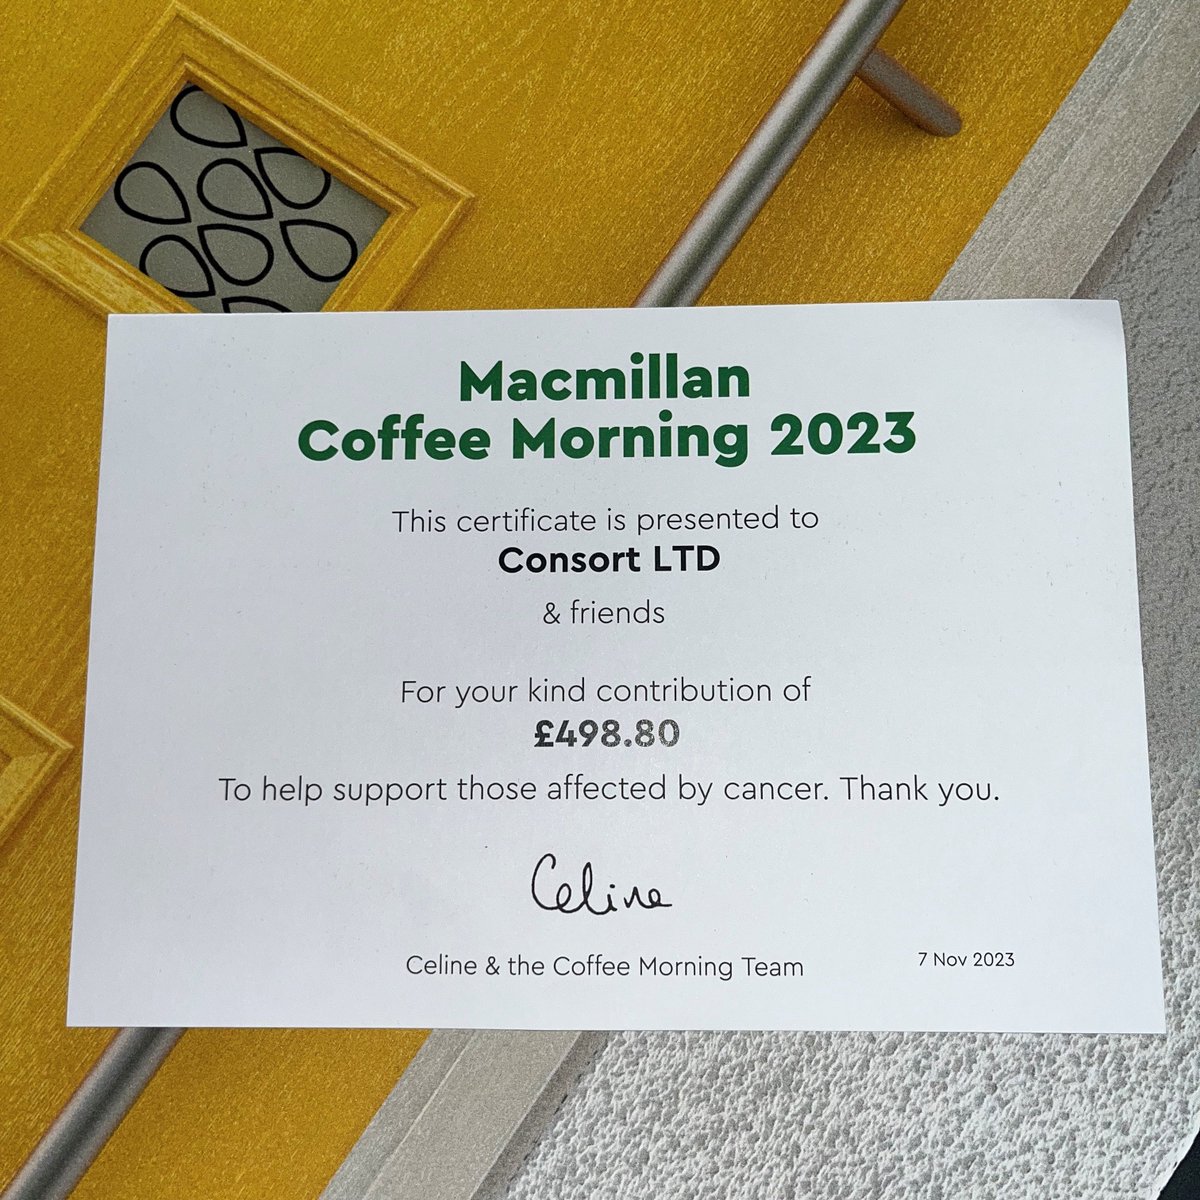 Macmillan
Coffee Morning 2023
This certificate is presented to
Consort LTD
& friends
For your kind contribution of
£498.80
To help support those affected by cancer. Thank you.
Celine
Celine & the Coffee Morning Team
7 Nov 2023